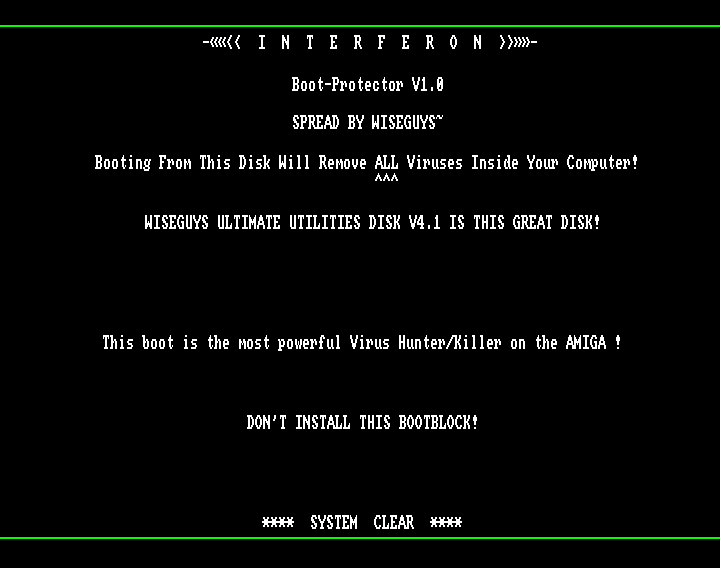 -«««<< I N T E R F E R O N >>»»»-
Boot-Protector V1.0
SPREAD BY WISEGUYS~
Booting From This Disk Will Remove ALL Viruses Inside Your Computer!
^^^
WISEGUYS ULTIMATE UTILITIES DISK V4.1 IS THIS GREAT DISK!
This boot is the most powerful Virus Hunter/Killer on the AMIGA !
DON'T INSTALL THIS BOOTBLOCK!
**** SYSTEM CLEAR ****